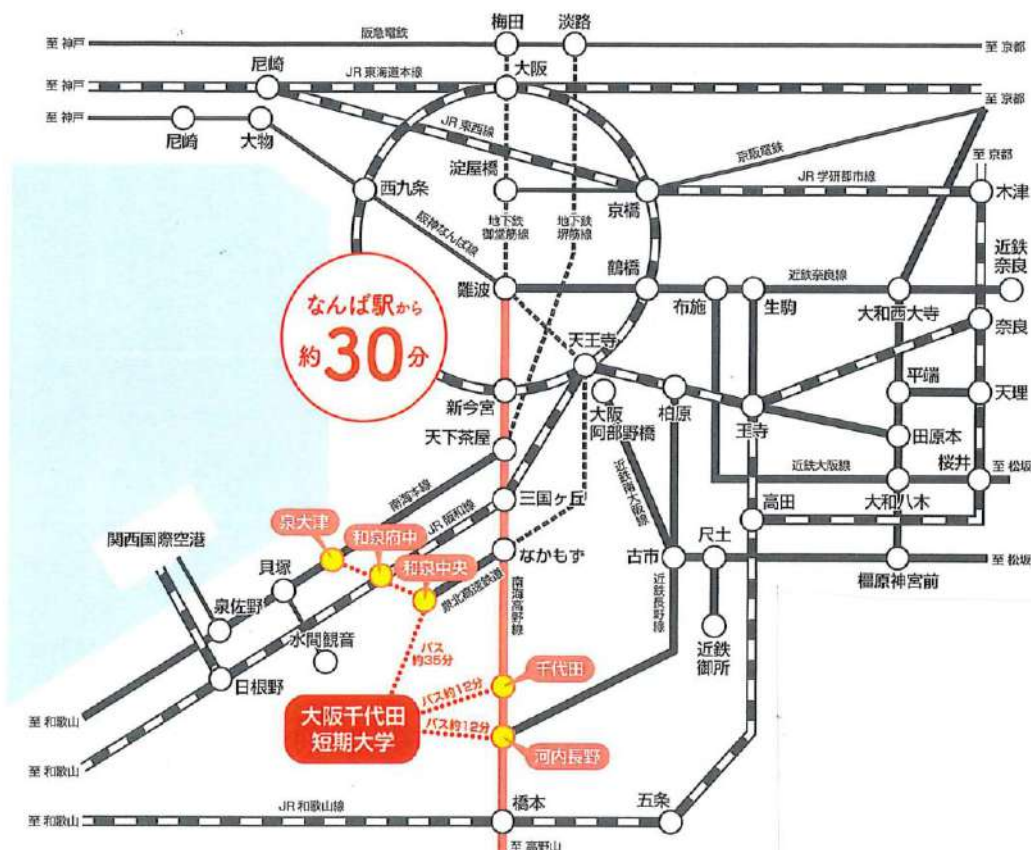 梅田
淡路
至 神戸
阪急電鉄
至 京都
尼崎
JR 東海道本線
大阪
至 神戸
至 京都
至 神戸
尼崎
大物
JR 東西線
淀屋橋
京阪電鉄
至 京都
西九条
京橋
JR 学研都市線
木津
地下鉄
御堂筋線
地下鉄
堺筋線
阪神なんば線
鶴橋
近鉄奈良線
近鉄
奈良
難波
布施
生駒
大和西大寺
奈良
なんば駅から
約30分
天王寺
平端
新今宮
大阪
阿部野橋
柏原
王寺
天理
天下茶屋
田原本
近鉄大阪線
桜井
至 松坂
南海本線
近鉄南大阪線
高田
大和八木
JR 阪和線
三国ヶ丘
泉大津
和泉府中
関西国際空港
和泉中央
なかもず
古市
尺土
至 松坂
貝塚
泉北高速鉄道
南海高野線
近鉄長野線
橿原神宮前
泉佐野
水間観音
近鉄
御所
バス
約35分
日根野
千代田
バス約12分
大阪千代田
短期大学
バス約12分
至 和歌山
河内長野
至 和歌山
JR 和歌山線
橋本
五条
至 和歌山
至 高野山